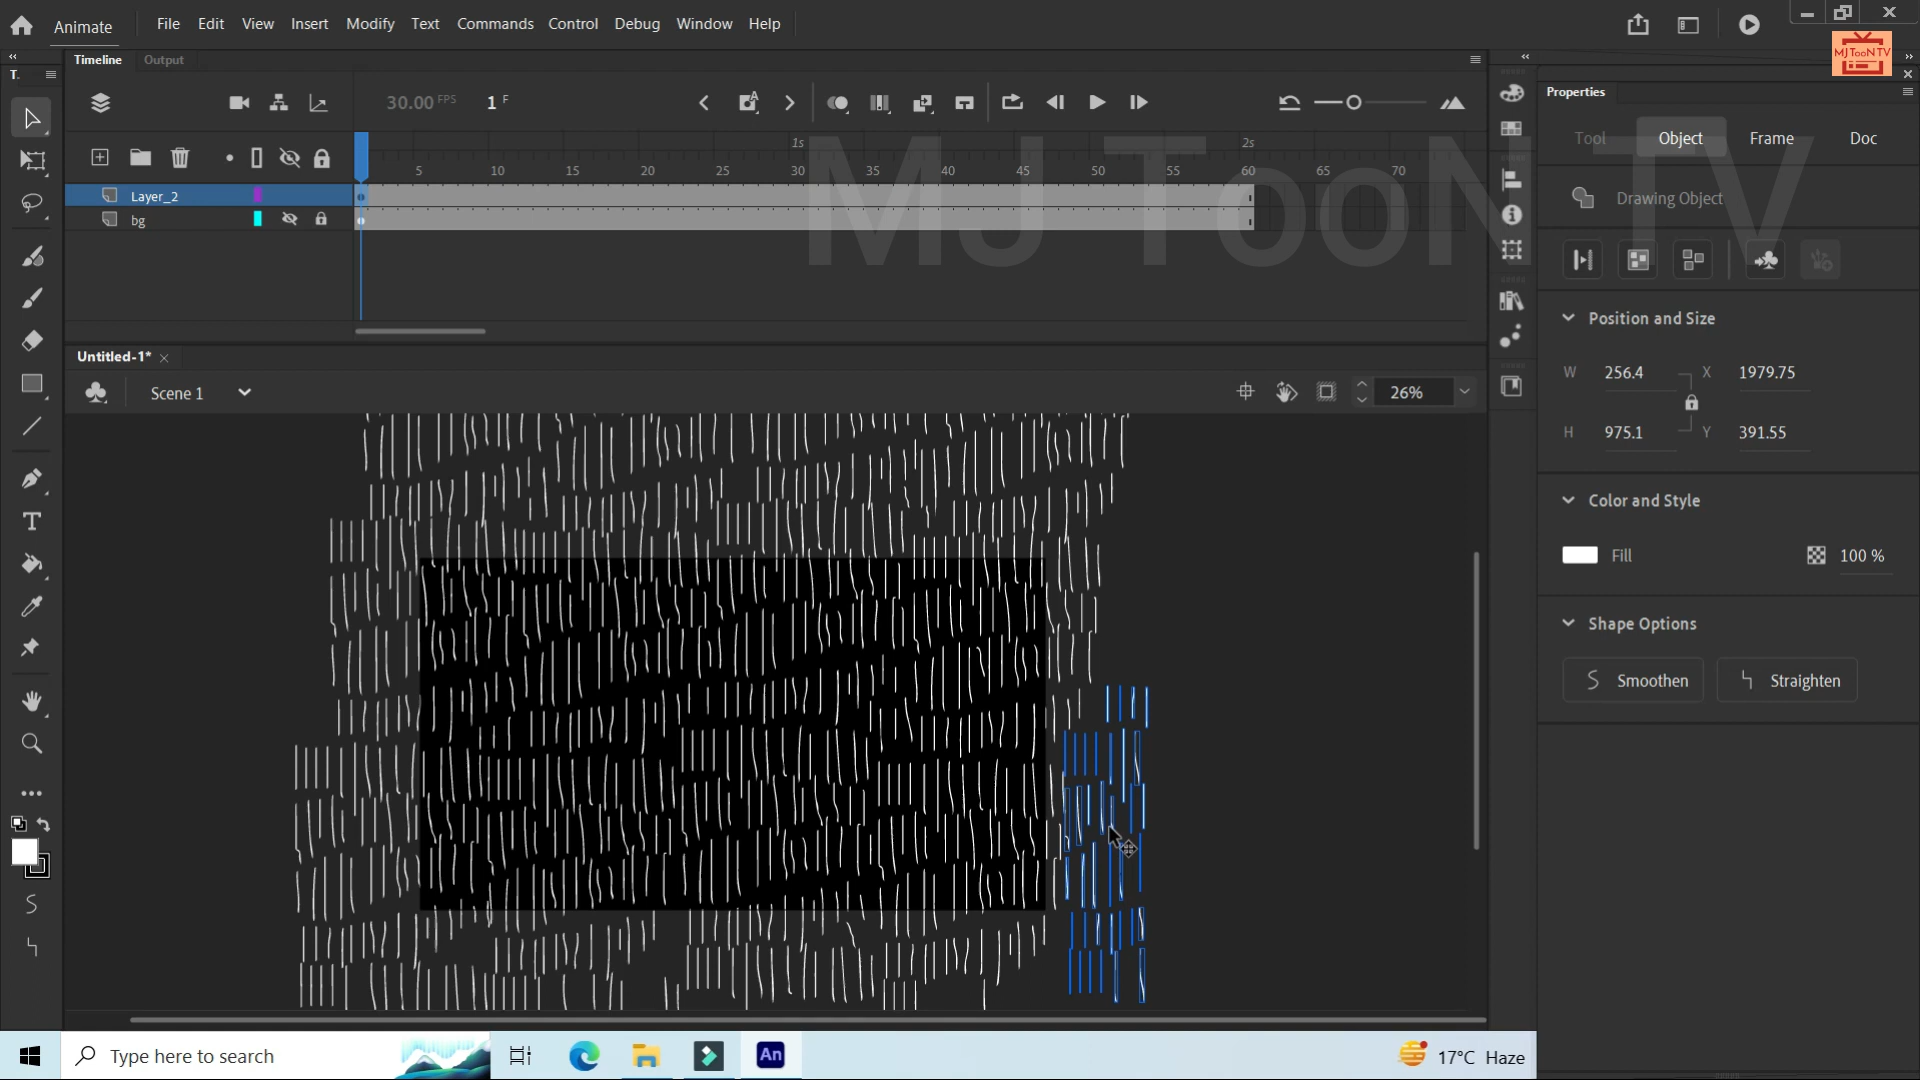 Animate
File Edit View Insert Modify Text Commands Control Debug Window Help
MJ TooN TV
Timeline Output
T.
Properties
30.00 FPS 1 F
Tool Object Frame Doc
1s 2s
5 10 15 20 25 30 35 40 45 50 55 60 65 70
MJ TooN TV
Layer_2
bg
Drawing Object
Position and Size
Untitled-1*
W 256.4 X 1979.75
Scene 1
26%
H 975.1 Y 391.55
Color and Style
Fill 100 %
Shape Options
Smoothen Straighten
T
Type here to search
An
17°C Haze